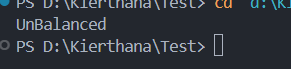 PS D:\Kierthana\Test> cd d:\K
UnBalanced
PS D:\Kierthana\Test>